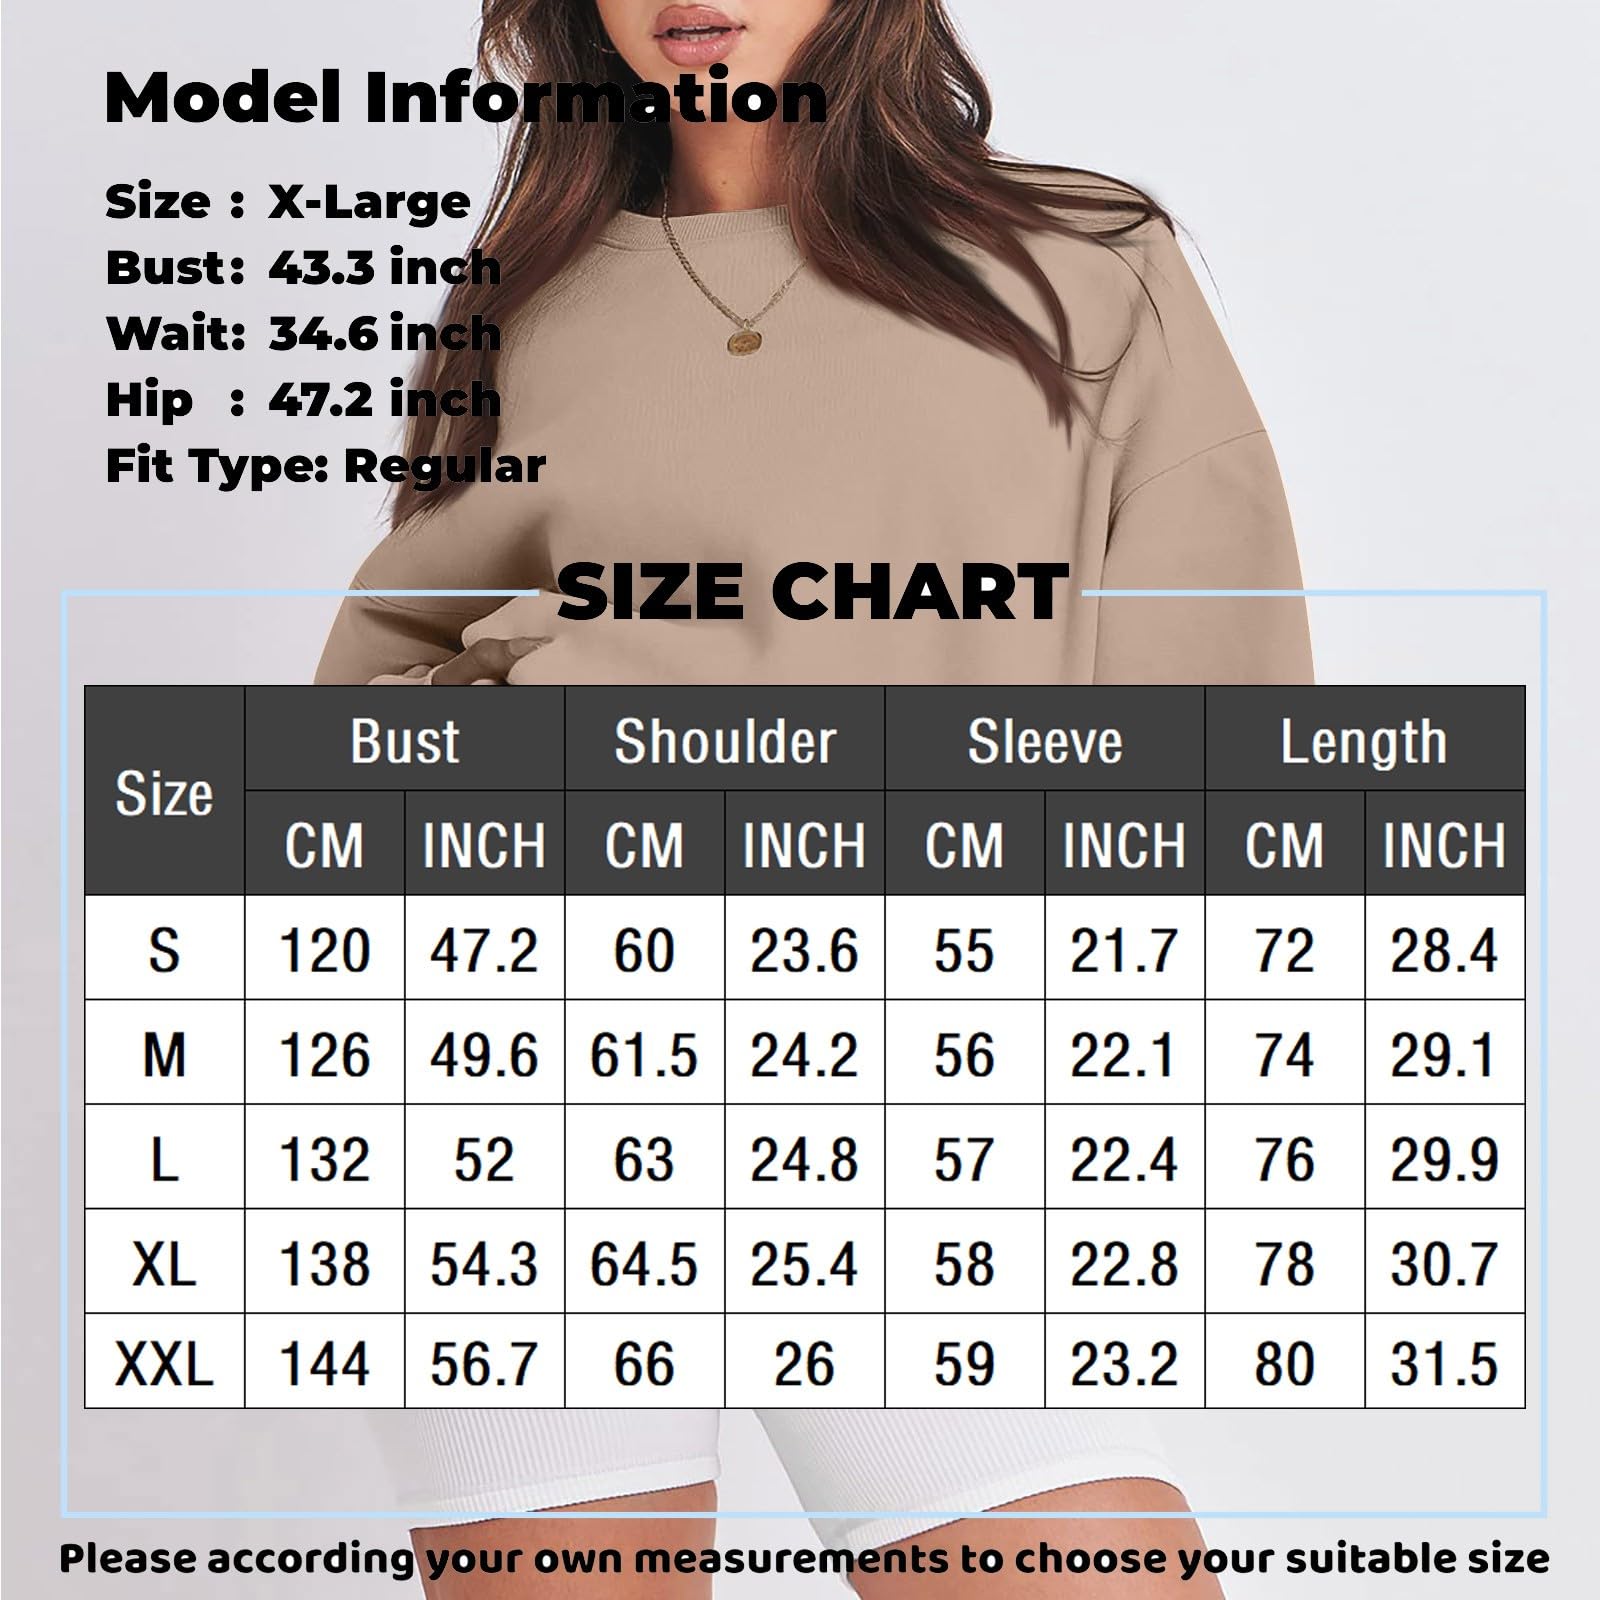 Model Information
Size : X-Large
Bust: 43.3 inch
Wait: 34.6 inch
Hip : 47.2 inch
Fit Type: Regular
SIZE CHART
Size Bust Shoulder Sleeve Length
CM INCH CM INCH CM INCH CM INCH
S 120 47.2 60 23.6 55 21.7 72 28.4
M 126 49.6 61.5 24.2 56 22.1 74 29.1
L 132 52 63 24.8 57 22.4 76 29.9
XL 138 54.3 64.5 25.4 58 22.8 78 30.7
XXL 144 56.7 66 26 59 23.2 80 31.5
Please according your own measurements to choose your suitable size